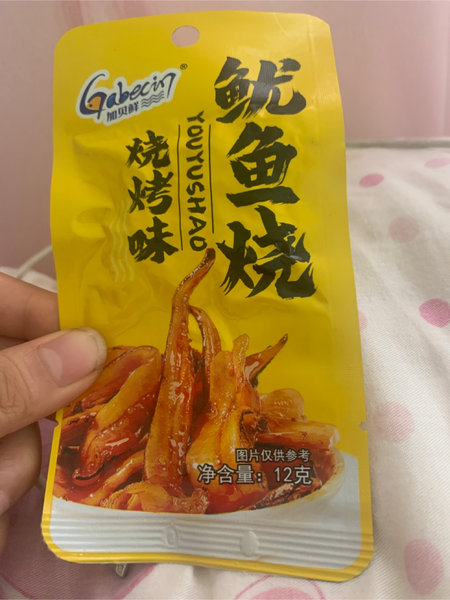 Gabecin®
加贝鲜
鱿鱼烧
YOUYUSHAO
烧烤味
图片仅供参考
净含量：12克